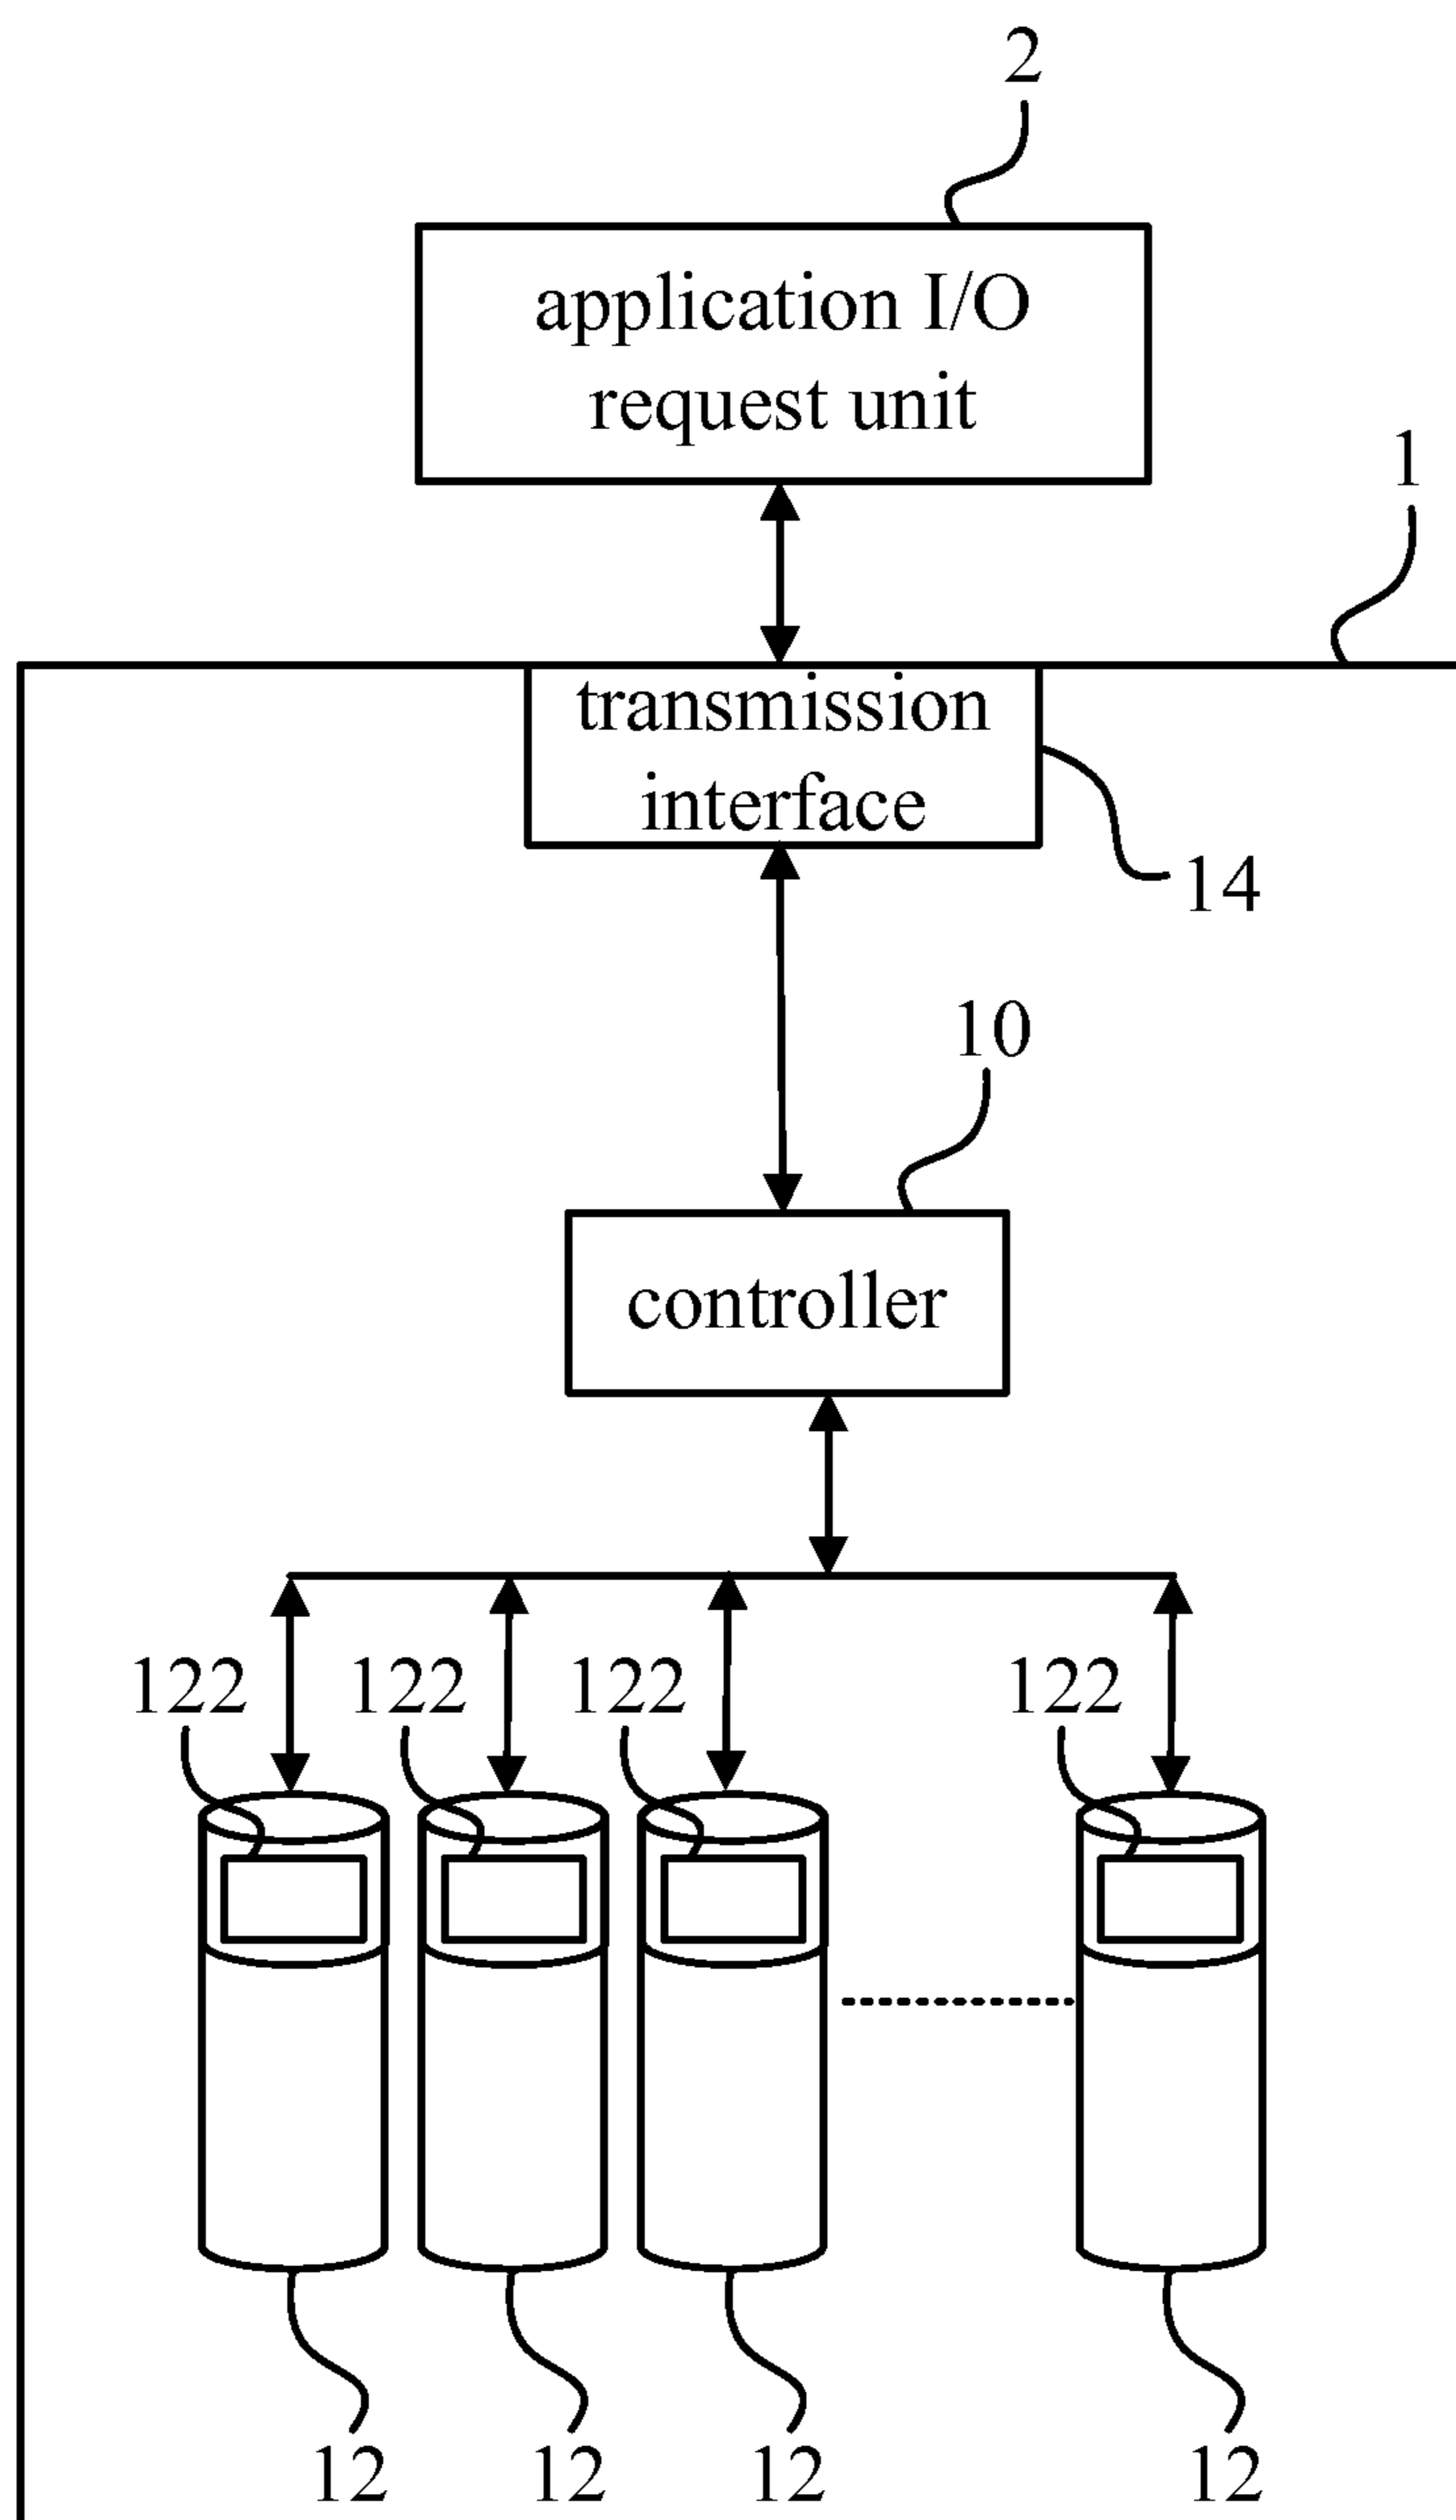 2
application I/O
request unit
1
transmission
interface
14
10
controller
122 122 122 122
12 12 12 12